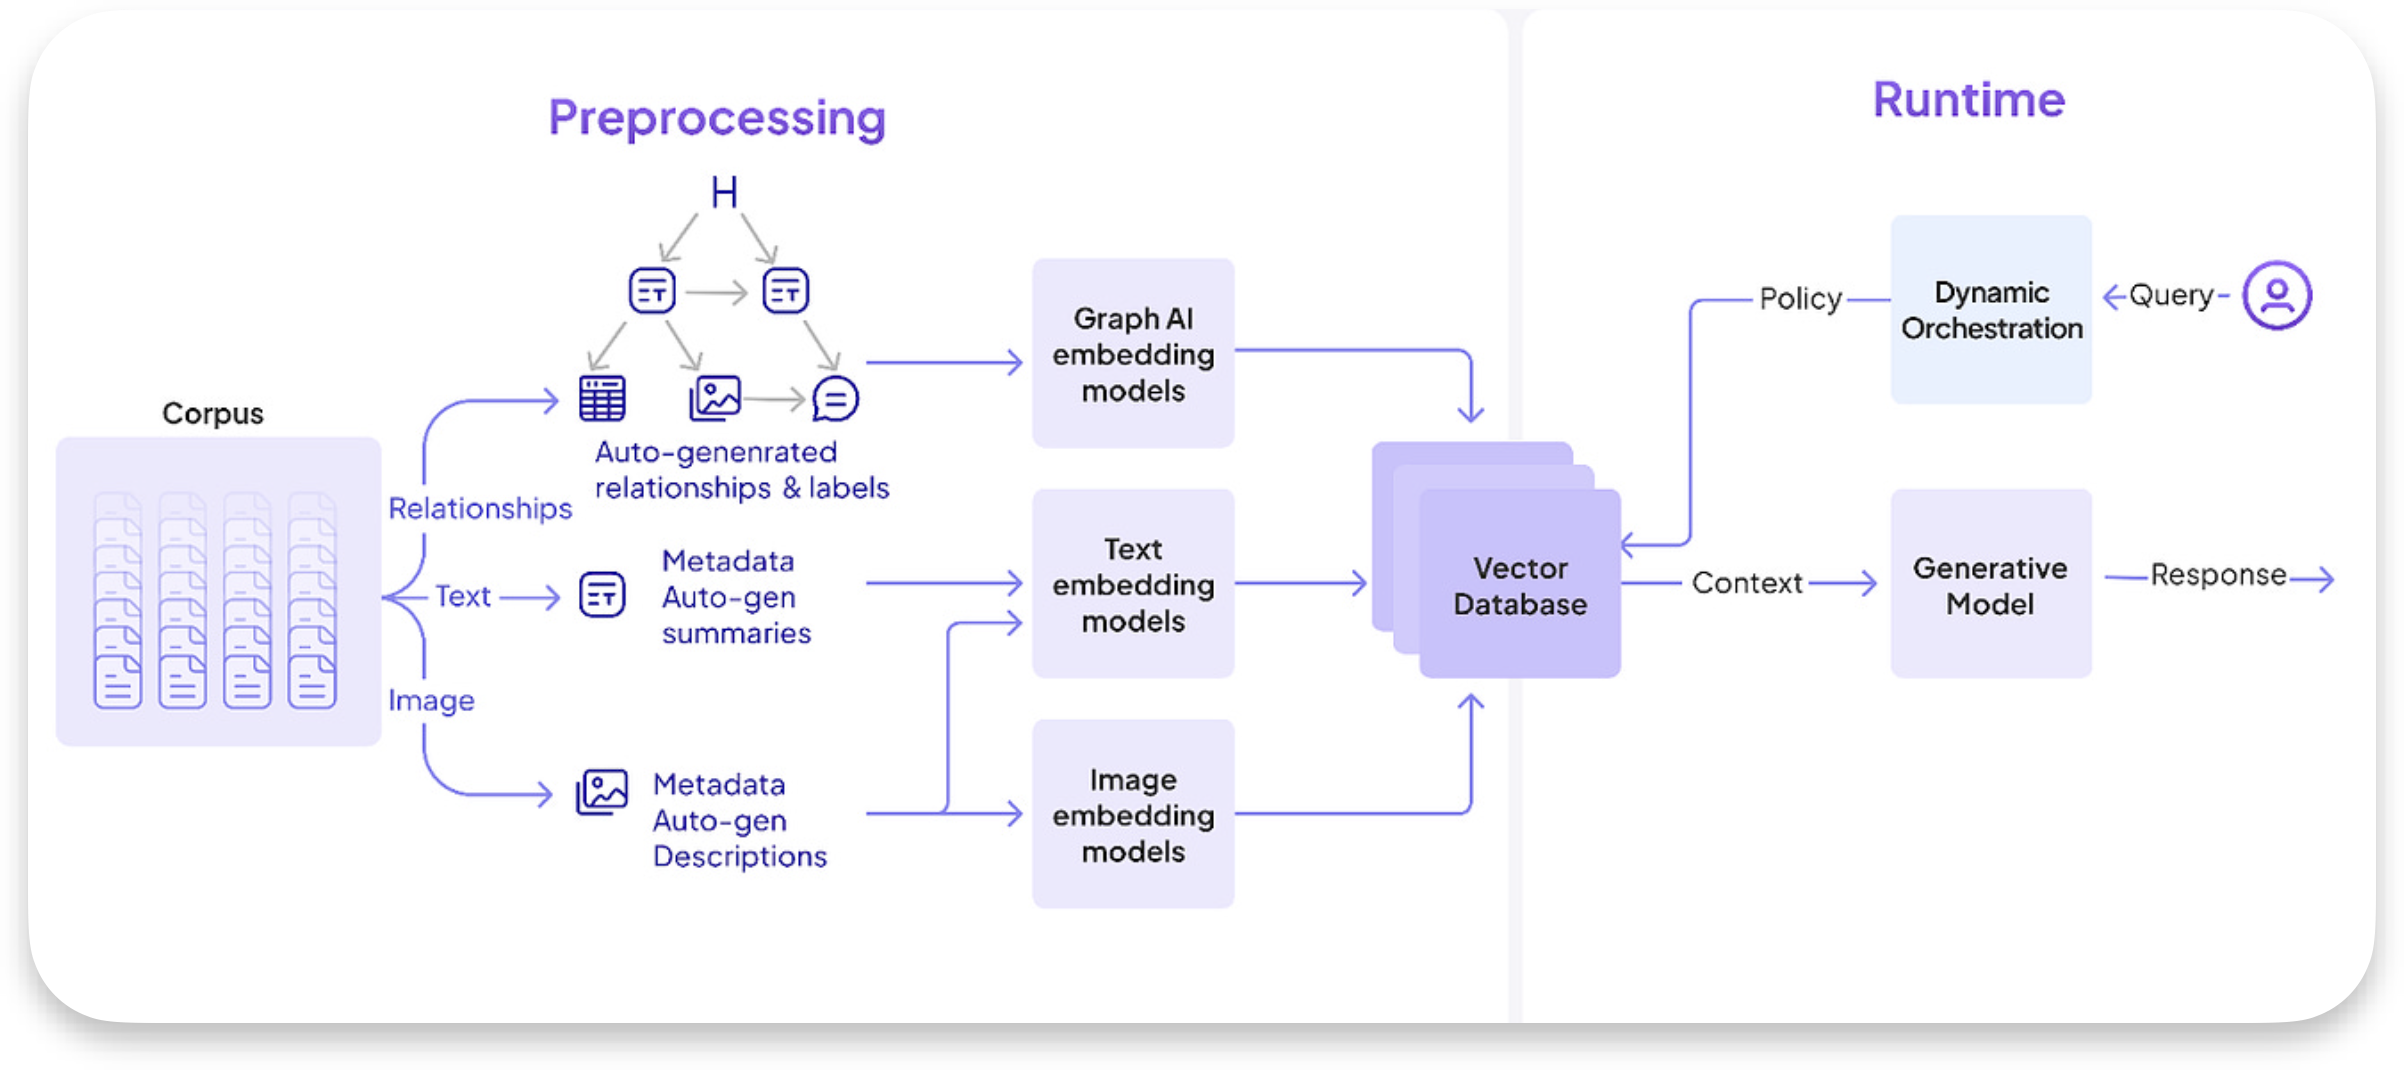 Preprocessing
Runtime
H
Graph AI
embedding
models
Policy
Dynamic
Orchestration
Query
Corpus
Auto-genenrated
relationships & labels
Relationships
Text
Metadata
Auto-gen
summaries
Text
embedding
models
Vector
Database
Context
Generative
Model
Response
Image
Metadata
Auto-gen
Descriptions
Image
embedding
models